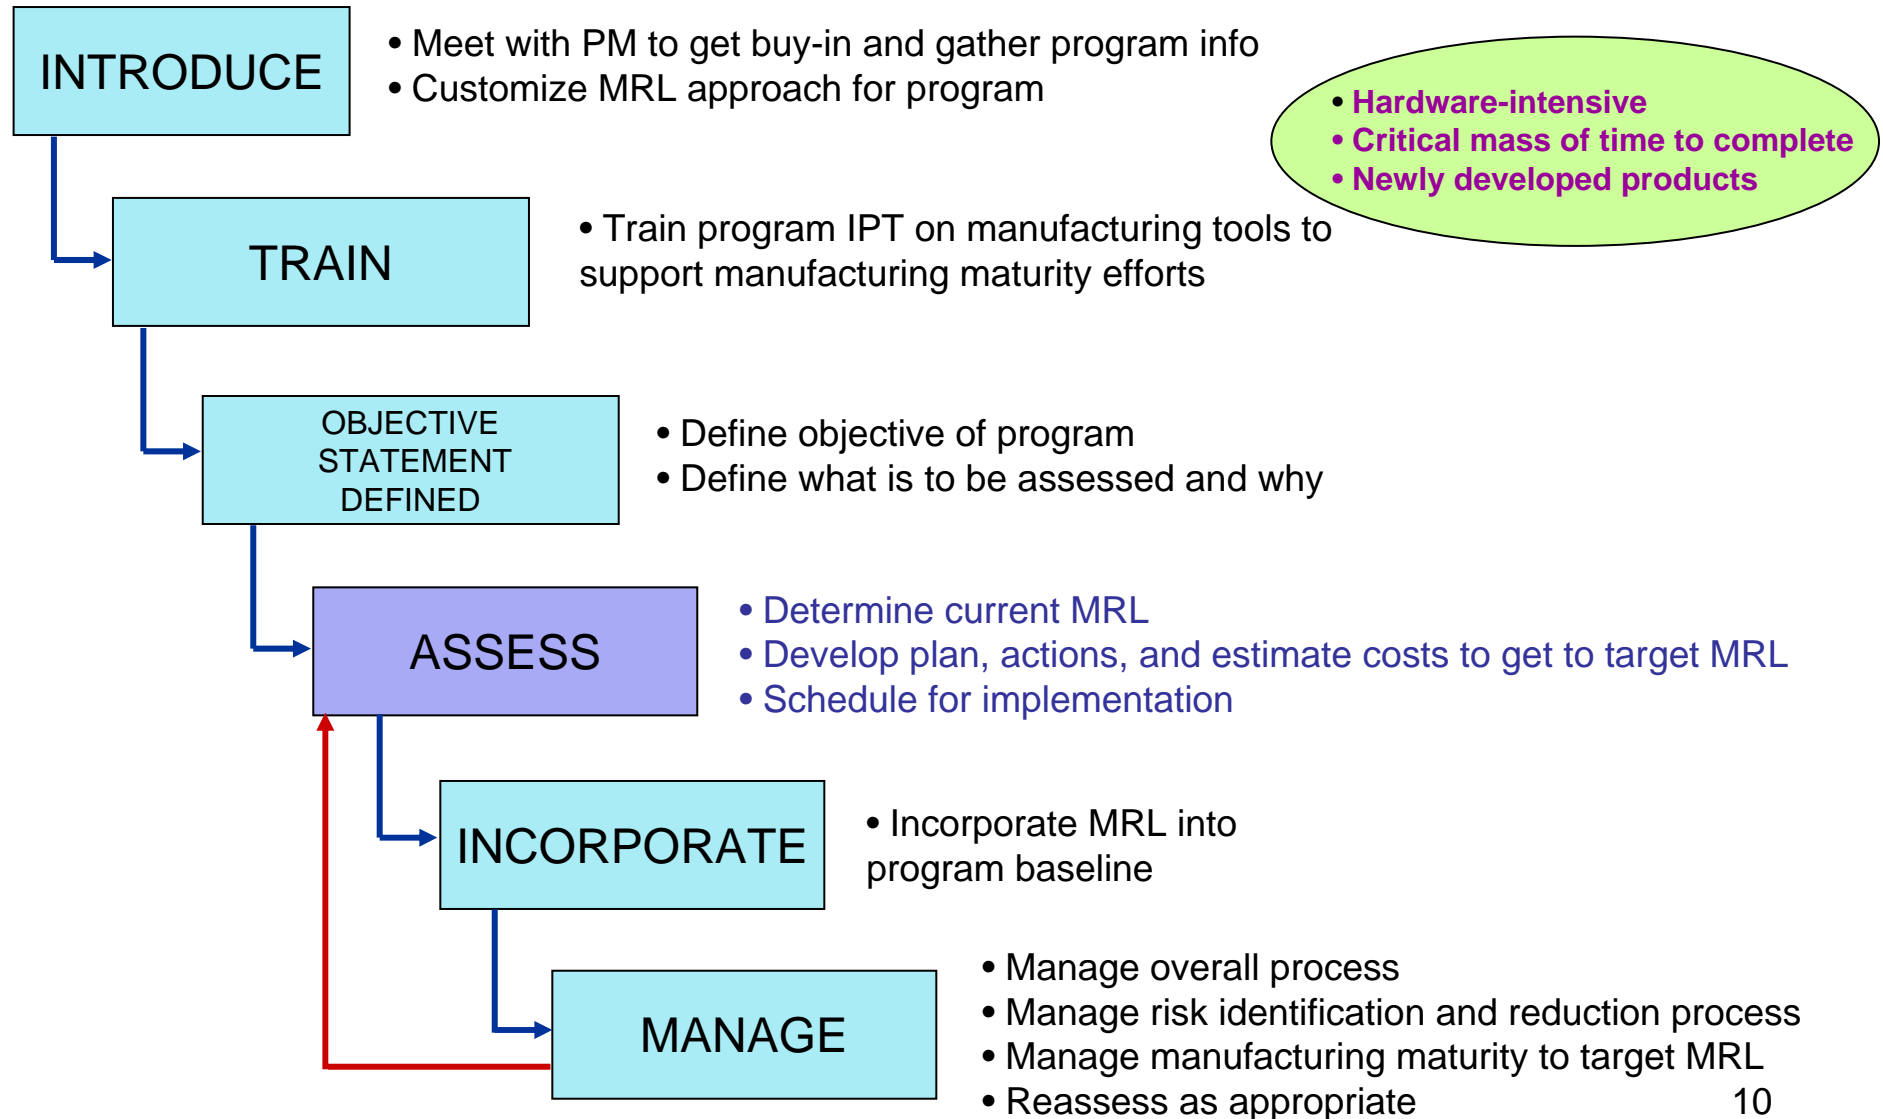 INTRODUCE
• Meet with PM to get buy-in and gather program info
• Customize MRL approach for program
• Hardware-intensive
• Critical mass of time to complete
• Newly developed products
TRAIN
• Train program IPT on manufacturing tools to
support manufacturing maturity efforts
OBJECTIVE
STATEMENT
DEFINED
• Define objective of program
• Define what is to be assessed and why
ASSESS
• Determine current MRL
• Develop plan, actions, and estimate costs to get to target MRL
• Schedule for implementation
INCORPORATE
• Incorporate MRL into
program baseline
MANAGE
• Manage overall process
• Manage risk identification and reduction process
• Manage manufacturing maturity to target MRL
• Reassess as appropriate
10